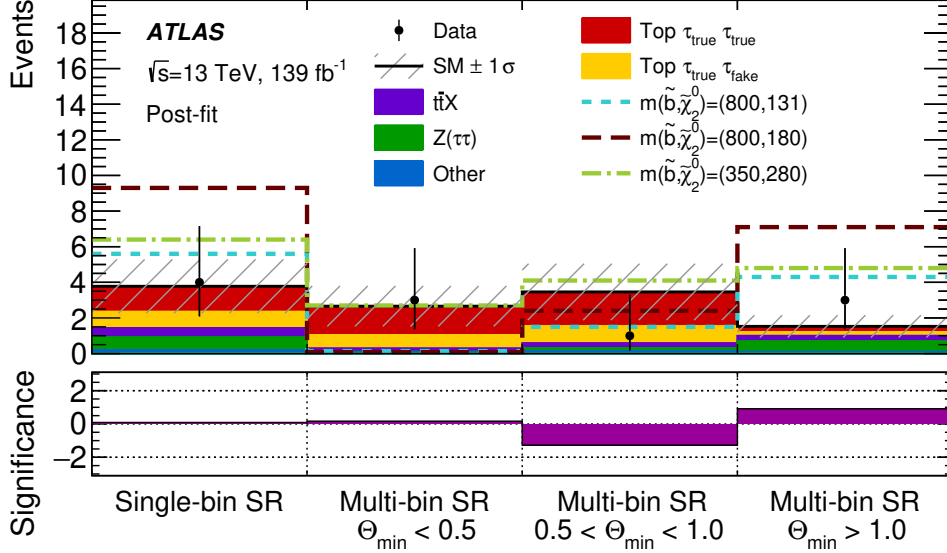 Events
18
16
14
12
10
8
6
4
2
0
ATLAS
√s=13 TeV, 139 fb⁻¹
Post-fit
Data
SM ± 1σ
tt̄X
Z(ττ)
Other
Top τtrue τtrue
Top τtrue τfake
m(b̃,χ̃⁰₂)=(800,131)
m(b̃,χ̃⁰₂)=(800,180)
m(b̃,χ̃⁰₂)=(350,280)
Significance
2
0
−2
Single-bin SR
Multi-bin SR
Θmin < 0.5
Multi-bin SR
0.5 < Θmin < 1.0
Multi-bin SR
Θmin > 1.0